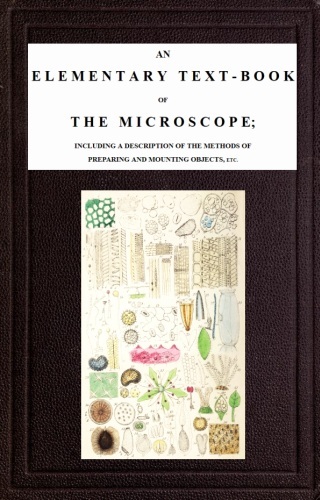 AN
ELEMENTARY TEXT-BOOK
OF
THE MICROSCOPE;
INCLUDING A DESCRIPTION OF THE METHODS OF
PREPARING AND MOUNTING OBJECTS, ETC.